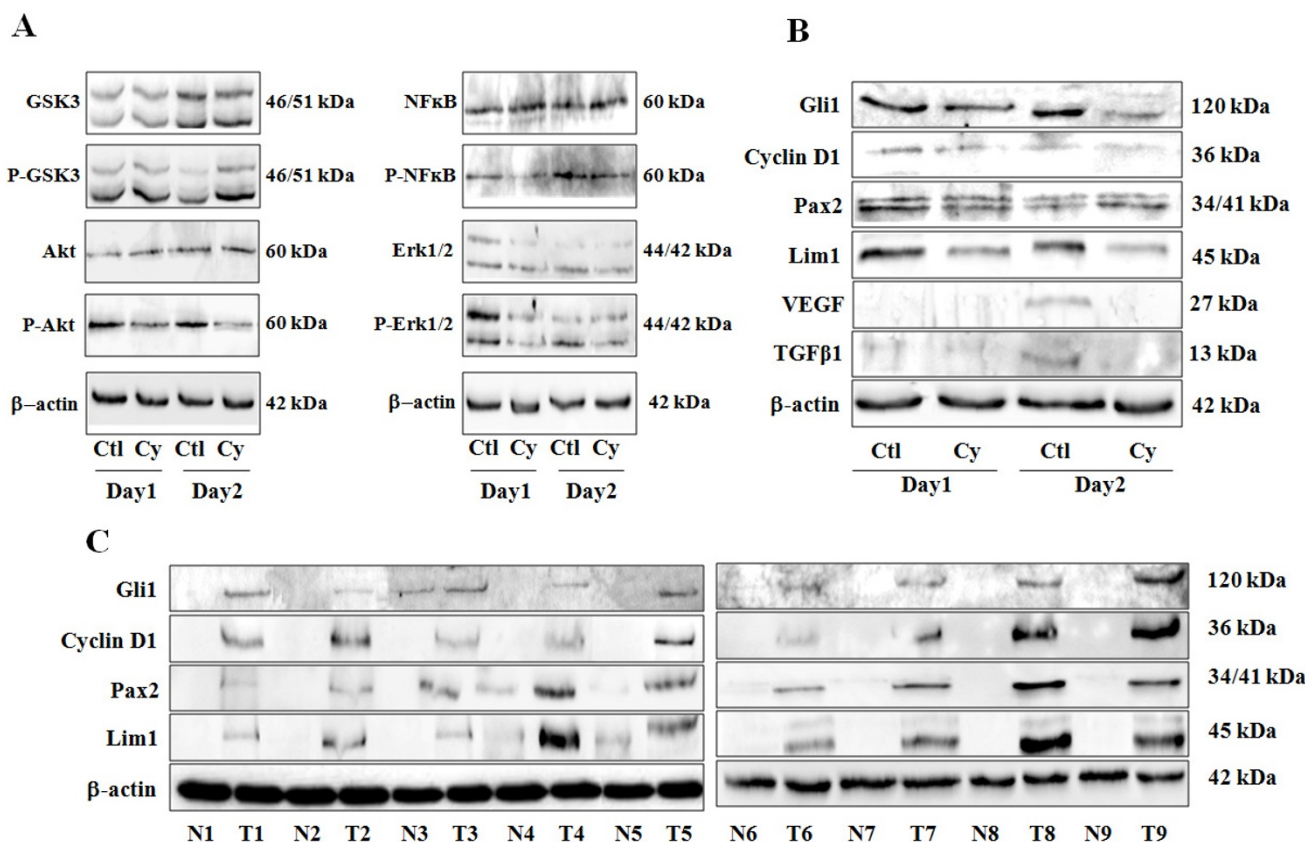 A
GSK3 46/51 kDa
P-GSK3 46/51 kDa
Akt 60 kDa
P-Akt 60 kDa
β–actin 42 kDa
Ctl Cy Ctl Cy
Day1 Day2
NFκB 60 kDa
P-NFκB 60 kDa
Erk1/2 44/42 kDa
P-Erk1/2 44/42 kDa
β–actin 42 kDa
Ctl Cy Ctl Cy
Day1 Day2
B
Gli1 120 kDa
Cyclin D1 36 kDa
Pax2 34/41 kDa
Lim1 45 kDa
VEGF 27 kDa
TGFβ1 13 kDa
β-actin 42 kDa
Ctl Cy Ctl Cy
Day1 Day2
C
Gli1 120 kDa
Cyclin D1 36 kDa
Pax2 34/41 kDa
Lim1 45 kDa
β-actin 42 kDa
N1 T1 N2 T2 N3 T3 N4 T4 N5 T5 N6 T6 N7 T7 N8 T8 N9 T9